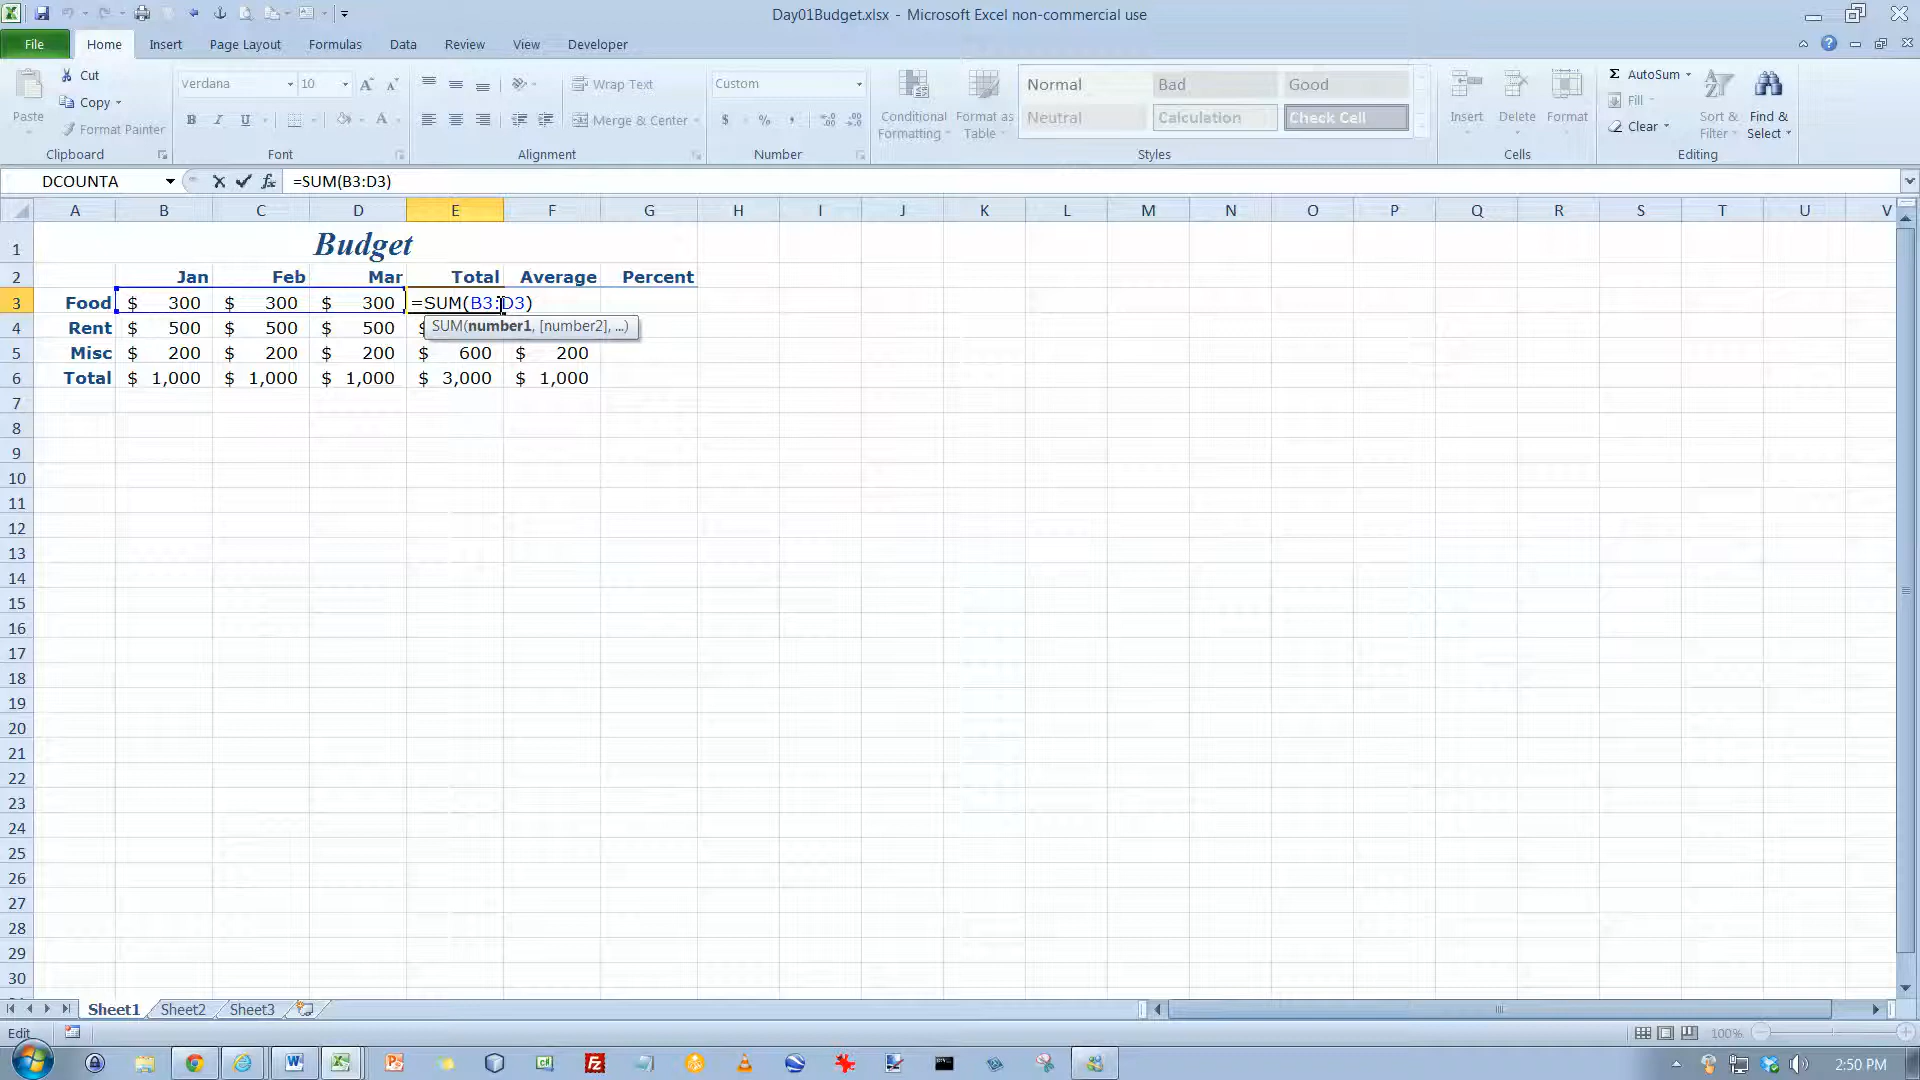 Day01Budget.xlsx - Microsoft Excel non-commercial use
File Home Insert Page Layout Formulas Data Review View Developer
Paste
Cut
Copy
Format Painter
Clipboard
Verdana 10
B I U A
Font
Wrap Text
Merge & Center
Alignment
Custom
$ % ,
Number
Conditional Formatting
Format as Table
Normal Bad Good
Neutral Calculation Check Cell
Styles
Insert Delete Format
Cells
Σ AutoSum
Fill
Clear
Sort & Filter
Find & Select
Editing
DCOUNTA fx =SUM(B3:D3)
A B C D E F G H I J K L M N O P Q R S T U V
1 Budget
2 Jan Feb Mar Total Average Percent
3 Food $ 300 $ 300 $ 300 =SUM(B3:D3)
SUM(number1, [number2], ...)
4 Rent $ 500 $ 500 $ 500
5 Misc $ 200 $ 200 $ 200 $ 600 $ 200
6 Total $ 1,000 $ 1,000 $ 1,000 $ 3,000 $ 1,000
7
8
9
10
11
12
13
14
15
16
17
18
19
20
21
22
23
24
25
26
27
28
29
30
Sheet1 Sheet2 Sheet3
Edit 100%
2:50 PM